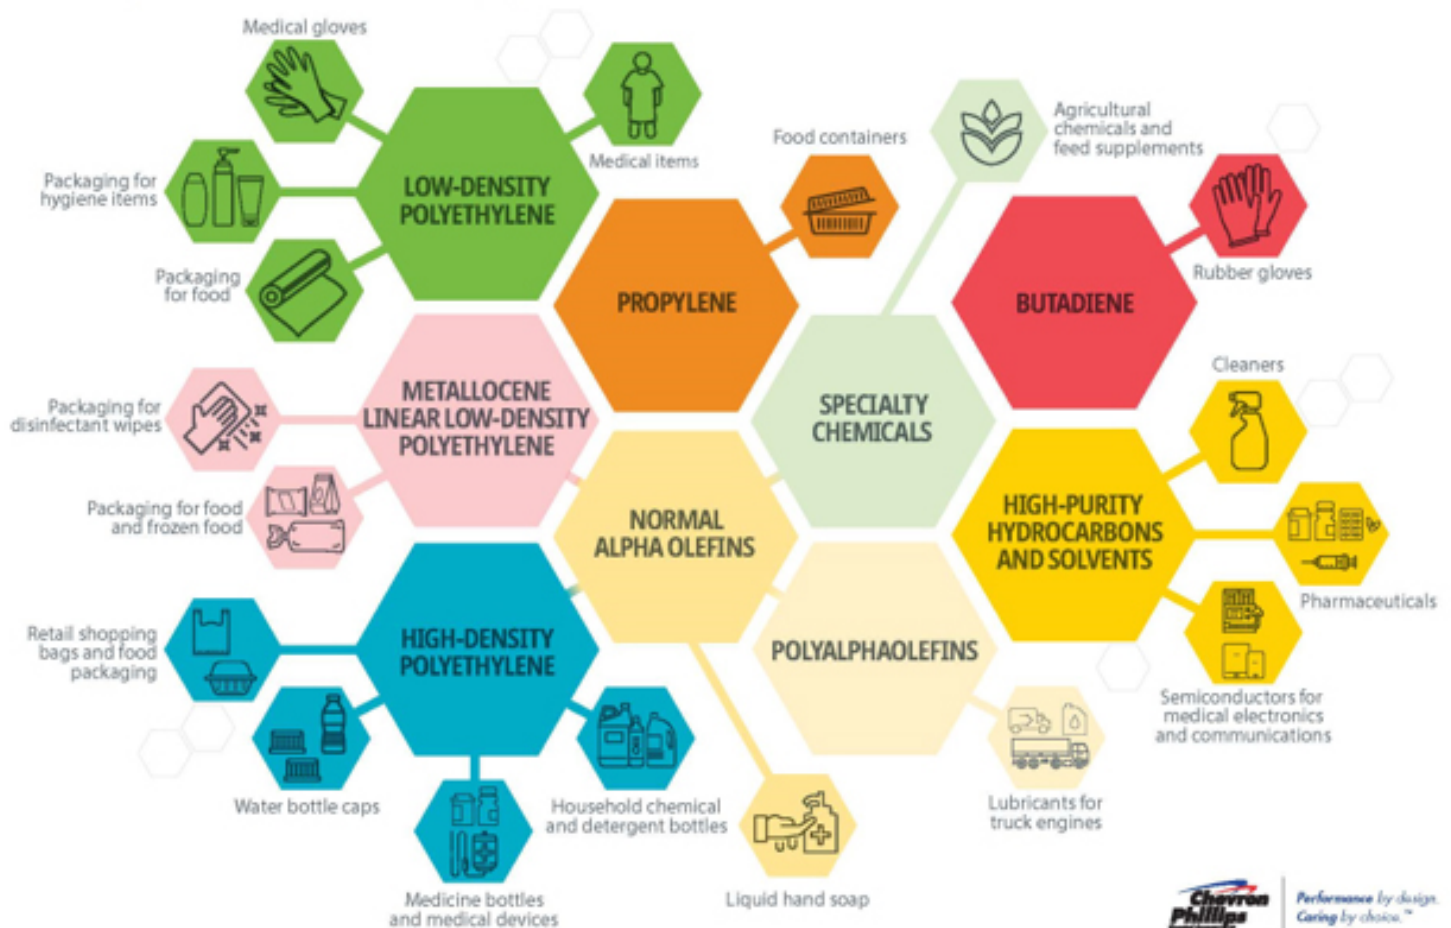 Medical gloves
Medical items
Packaging for
hygiene items
LOW-DENSITY
POLYETHYLENE
Packaging
for food
Food containers
PROPYLENE
Agricultural
chemicals and
feed supplements
BUTADIENE
Rubber gloves
METALLOCENE
LINEAR LOW-DENSITY
POLYETHYLENE
Packaging for
disinfectant wipes
Packaging for food
and frozen food
SPECIALTY
CHEMICALS
NORMAL
ALPHA OLEFINS
Cleaners
HIGH-PURITY
HYDROCARBONS
AND SOLVENTS
Pharmaceuticals
Semiconductors for
medical electronics
and communications
Retail shopping
bags and food
packaging
HIGH-DENSITY
POLYETHYLENE
POLYALPHAOLEFINS
Water bottle caps
Household chemical
and detergent bottles
Lubricants for
truck engines
Medicine bottles
and medical devices
Liquid hand soap
Chevron
Phillips
Performance by design.
Caring by choice.™